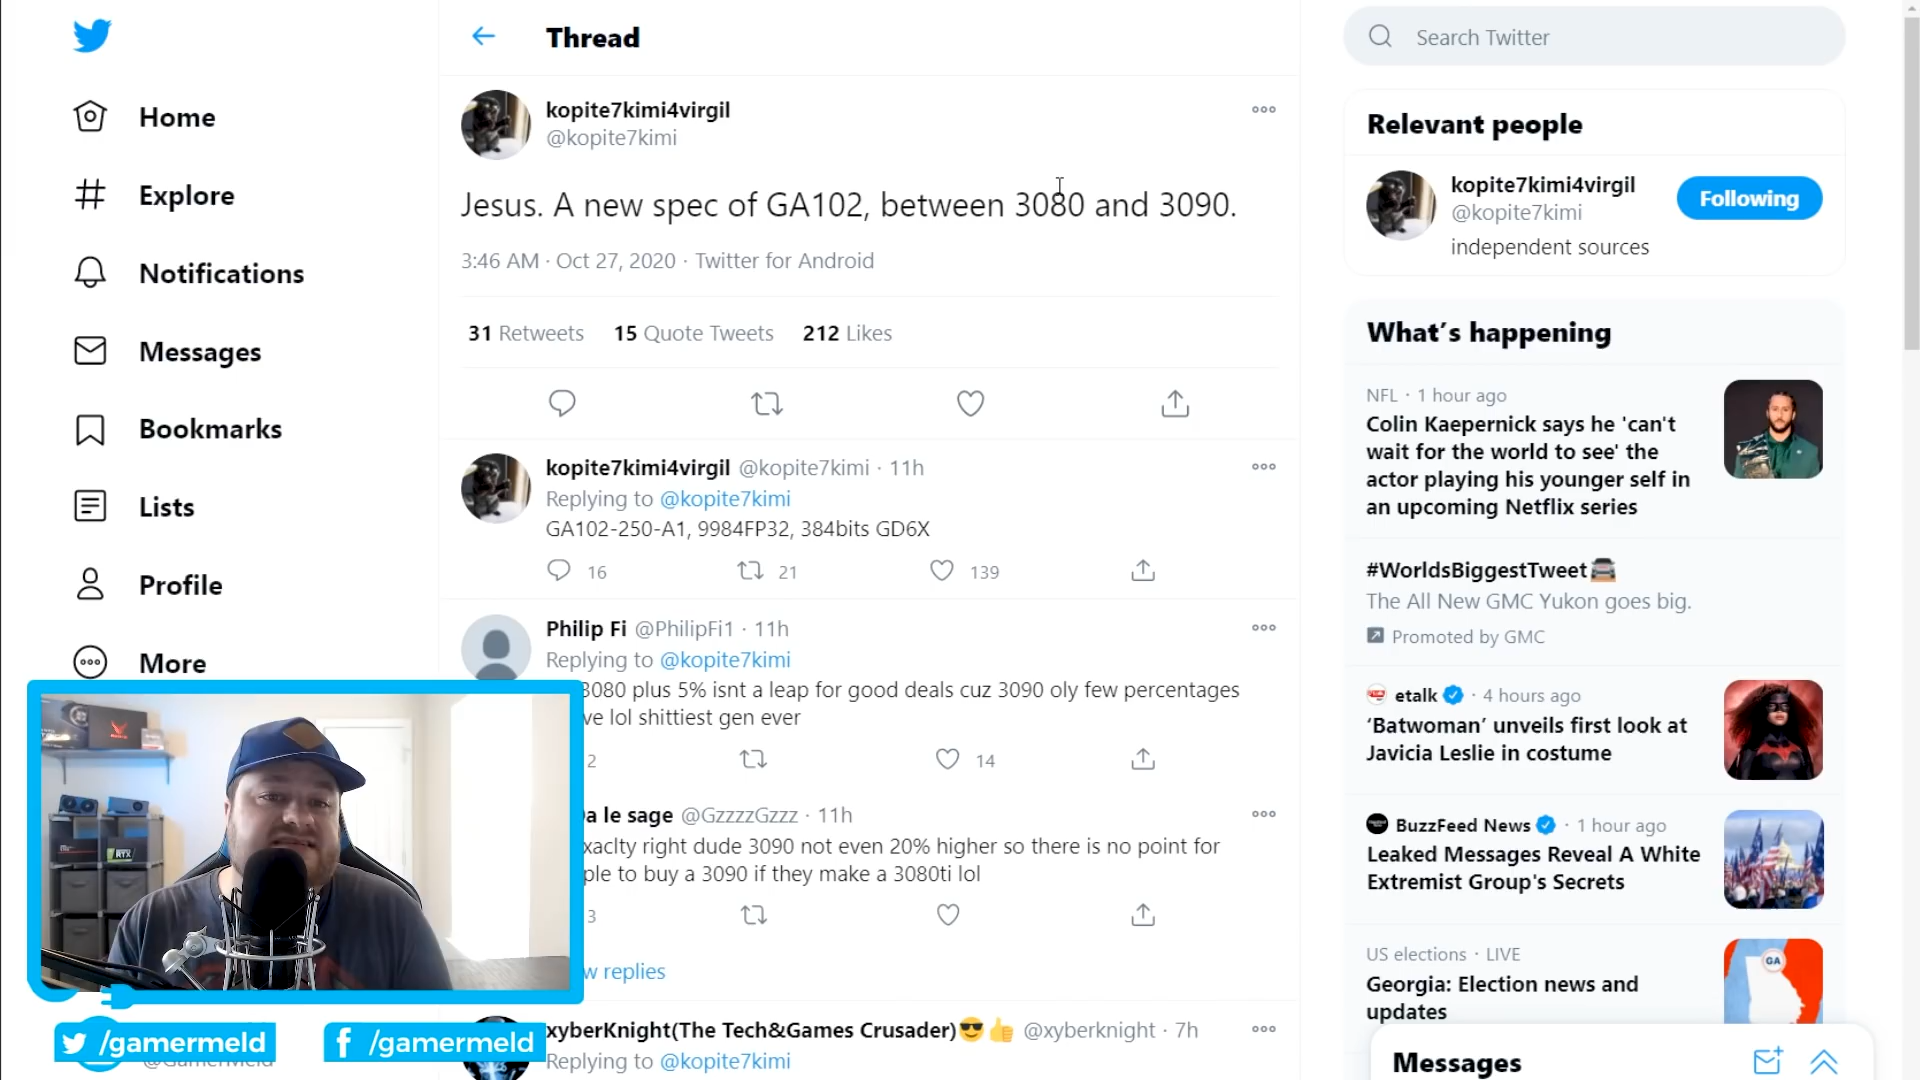 Home
Explore
Notifications
Messages
Bookmarks
Lists
Profile
More
Thread
kopite7kimi4virgil
@kopite7kimi
Jesus. A new spec of GA102, between 3080 and 3090.
3:46 AM · Oct 27, 2020 · Twitter for Android
31 Retweets 15 Quote Tweets 212 Likes
kopite7kimi4virgil @kopite7kimi · 11h
Replying to @kopite7kimi
GA102-250-A1, 9984FP32, 384bits GD6X
16 21 139
Philip Fi @PhilipFi1 · 11h
Replying to @kopite7kimi
3080 plus 5% isnt a leap for good deals cuz 3090 oly few percentages
ve lol shittiest gen ever
2 14
a le sage @GzzzzGzzz · 11h
xaclty right dude 3090 not even 20% higher so there is no point for
ple to buy a 3090 if they make a 3080ti lol
3
w replies
xyberKnight(The Tech&Games Crusader)😎👍 @xyberknight · 7h
Replying to @kopite7kimi
Search Twitter
Relevant people
kopite7kimi4virgil
@kopite7kimi
independent sources
Following
What's happening
NFL · 1 hour ago
Colin Kaepernick says he 'can't
wait for the world to see' the
actor playing his younger self in
an upcoming Netflix series
#WorldsBiggestTweet
The All New GMC Yukon goes big.
Promoted by GMC
etalk · 4 hours ago
'Batwoman' unveils first look at
Javicia Leslie in costume
BuzzFeed News · 1 hour ago
Leaked Messages Reveal A White
Extremist Group's Secrets
US elections · LIVE
Georgia: Election news and
updates
GA
Messages
RTX
/gamermeld
/gamermeld
@GamerMeld